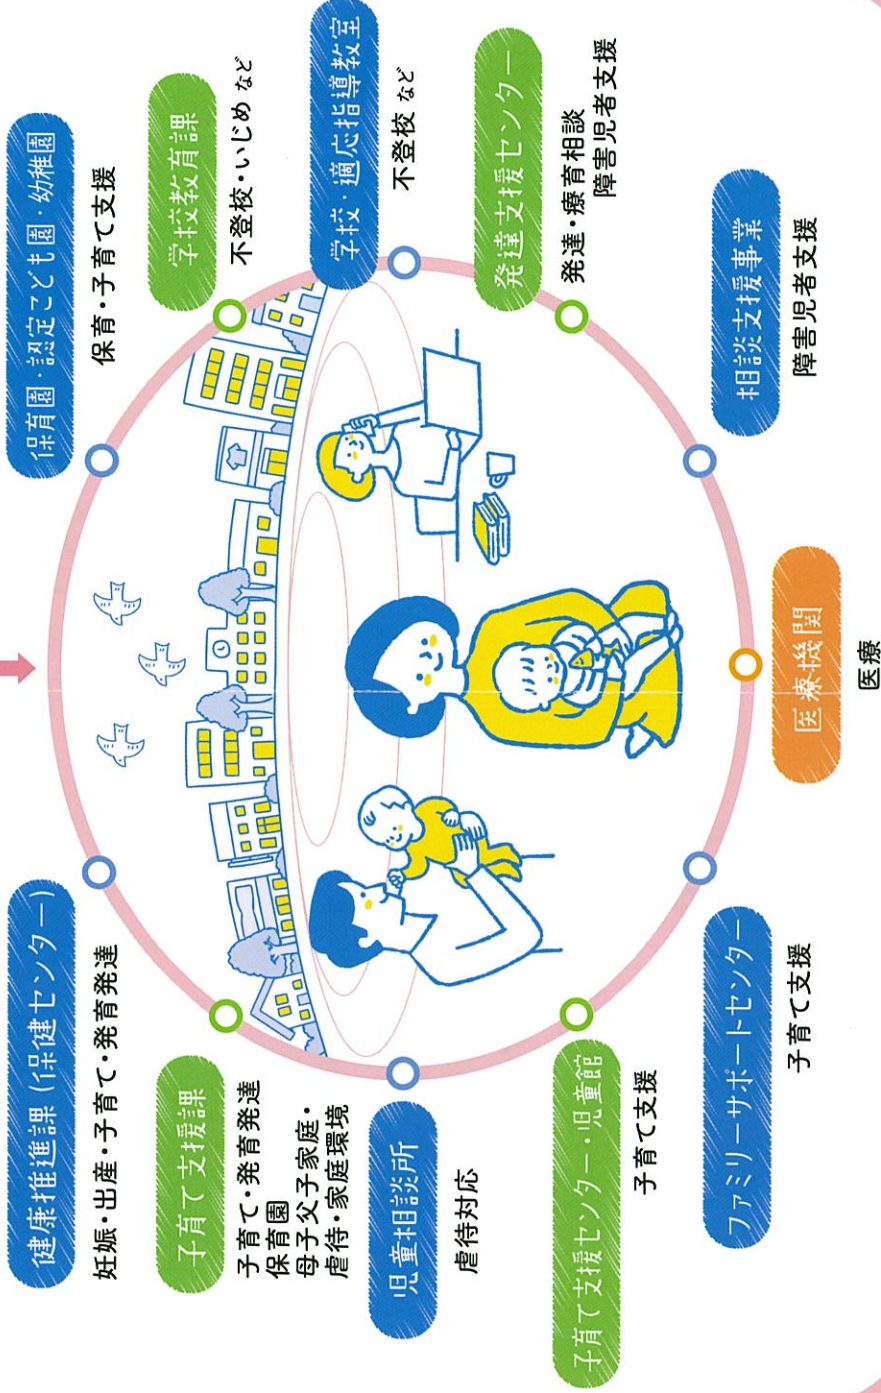 健康推進課(保健センター)
妊娠・出産・子育て・発育発達
子育て支援課
子育て・発育発達
保育園
母子父子家庭・
虐待・家庭環境
児童相談所
虐待対応
子育て支援センター・児童館
子育て支援
ファミリーサポートセンター
子育て支援
医療機関
医療
相談支援事業
障害児者支援
発達支援センター
発達・療育相談
障害児者支援
学校・適応指導教室
不登校 など
学校教育課
不登校・いじめ など
保育園・認定こども園・幼稚園
保育・子育て支援